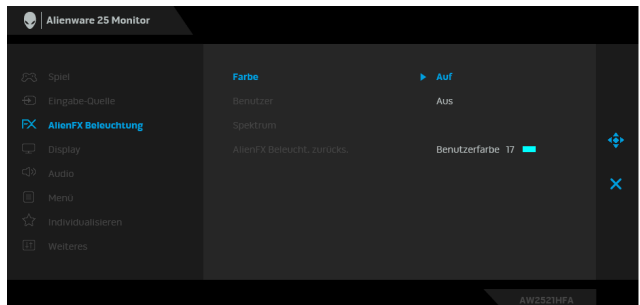 Alienware 25 Monitor
Spiel
Eingabe-Quelle
FX AlienFX Beleuchtung
Display
Audio
Menü
Individualisieren
Weiteres
Farbe
Auf
Benutzer
Aus
Spektrum
AlienFX Beleucht. zurücks.
Benutzerfarbe 17
AW2521HFA